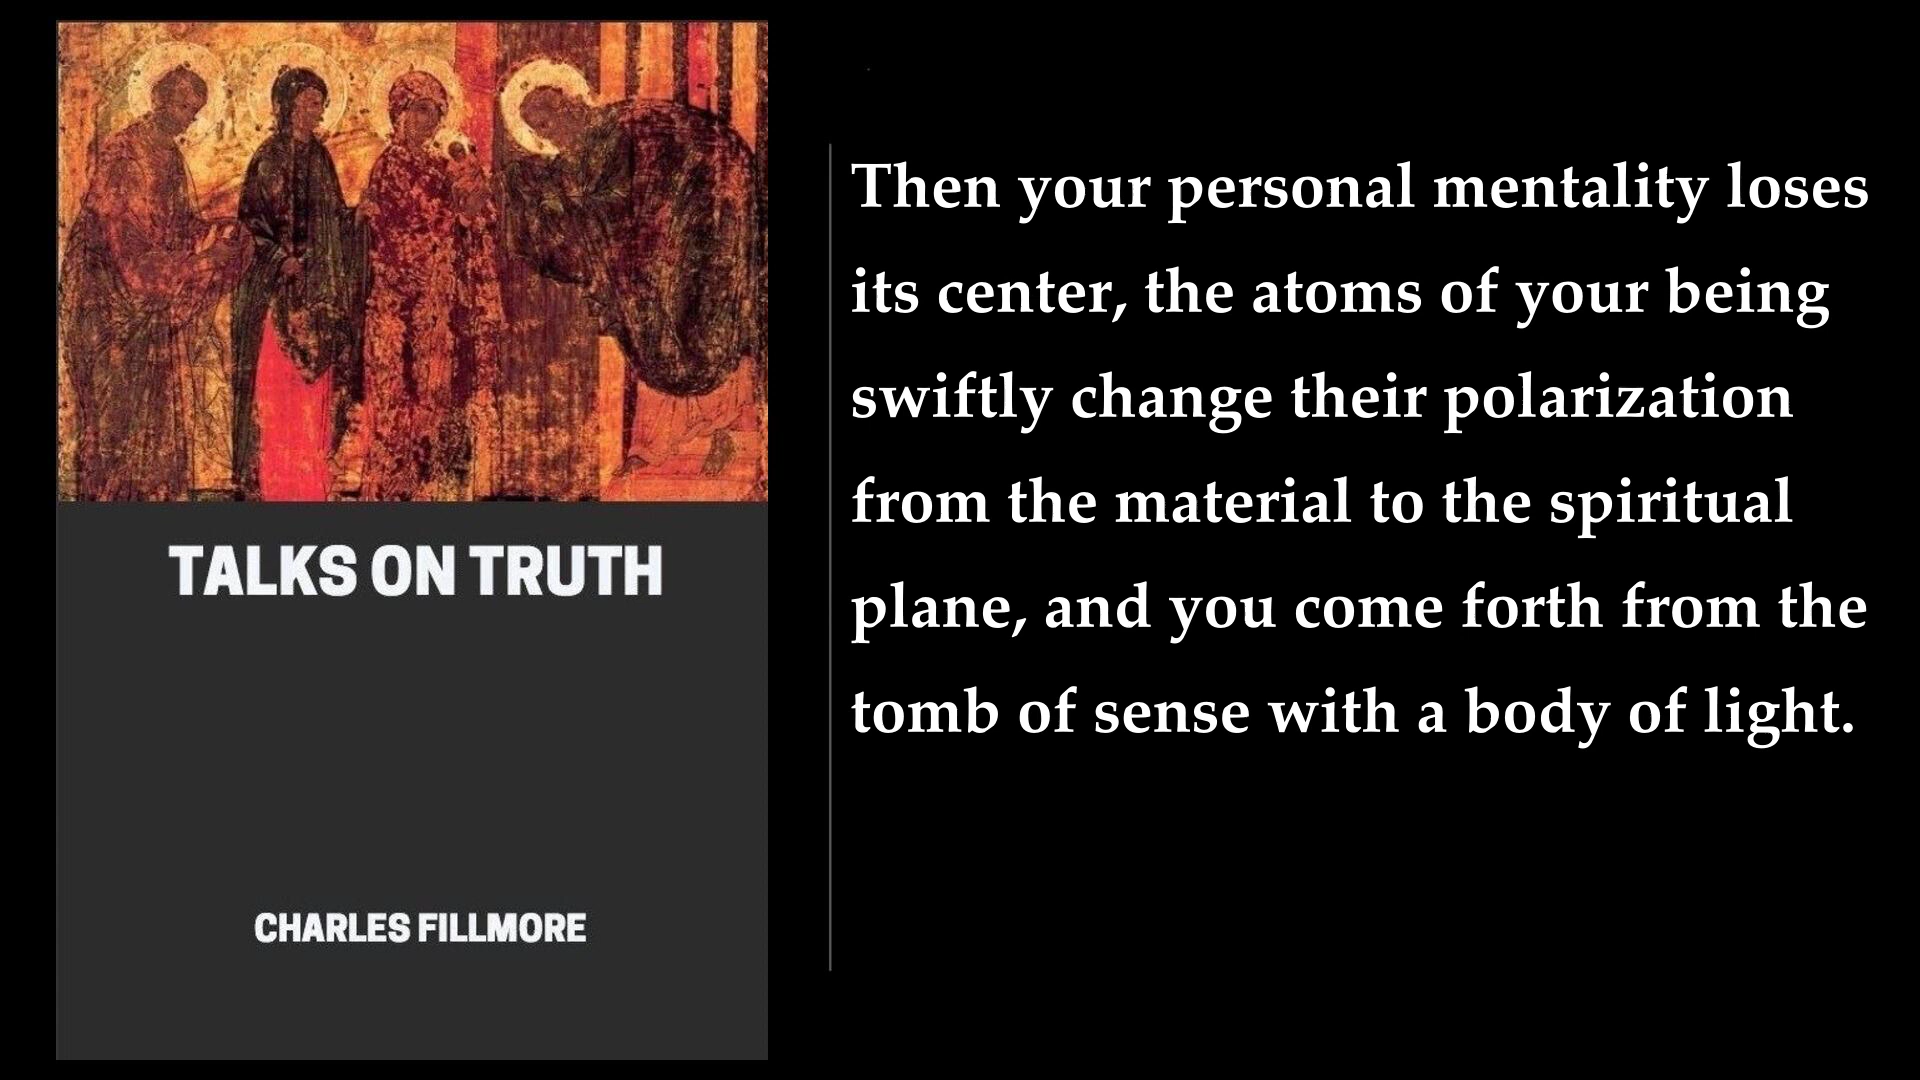 TALKS ON TRUTH
CHARLES FILLMORE
Then your personal mentality loses
its center, the atoms of your being
swiftly change their polarization
from the material to the spiritual
plane, and you come forth from the
tomb of sense with a body of light.